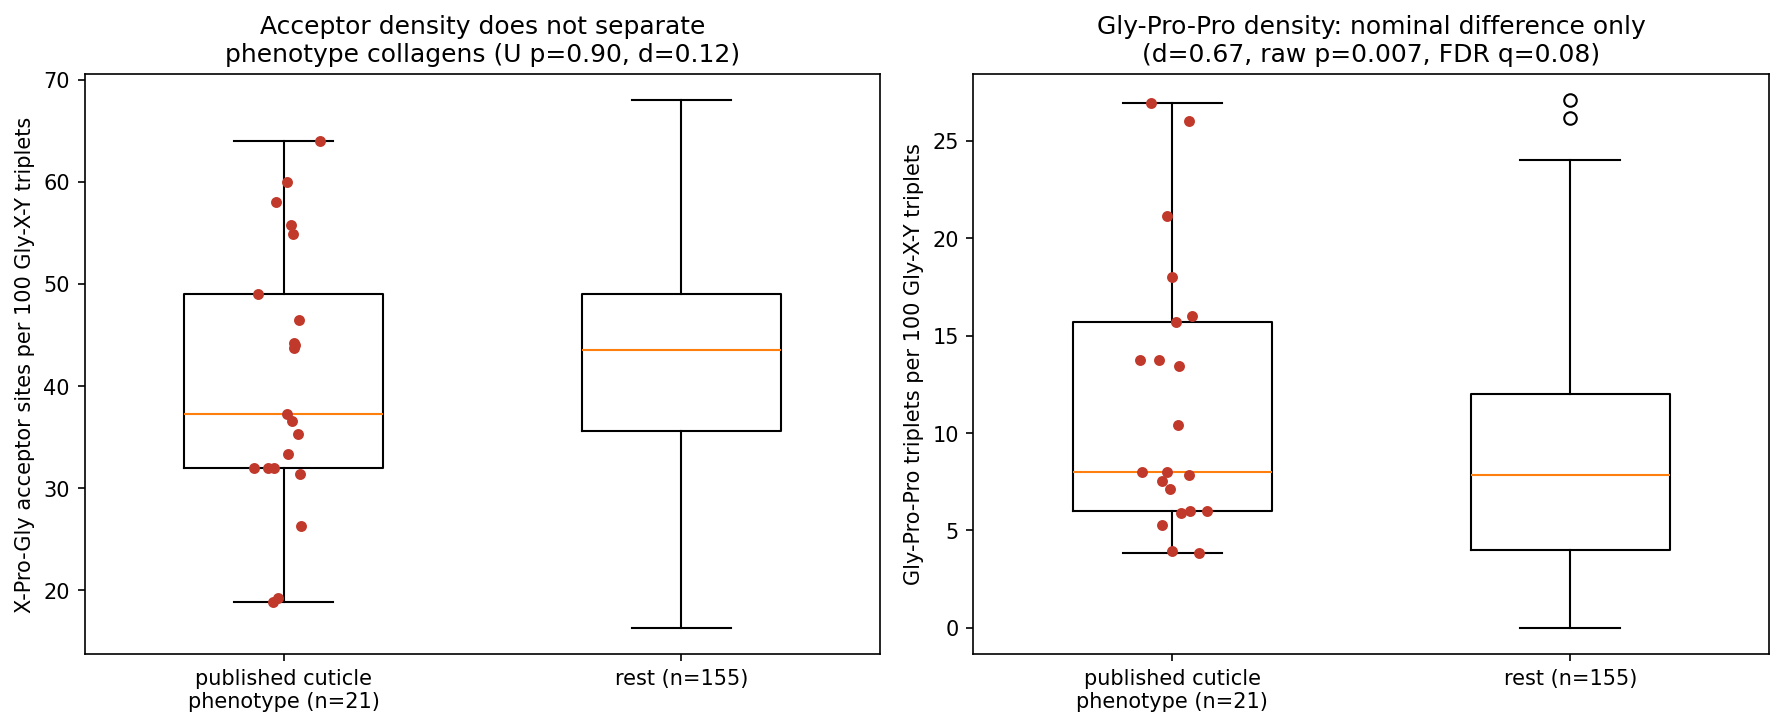 Acceptor density does not separate
phenotype collagens (U p=0.90, d=0.12)
X-Pro-Gly acceptor sites per 100 Gly-X-Y triplets
70
60
50
40
30
20
published cuticle
phenotype (n=21)
rest (n=155)
Gly-Pro-Pro density: nominal difference only
(d=0.67, raw p=0.007, FDR q=0.08)
Gly-Pro-Pro triplets per 100 Gly-X-Y triplets
25
20
15
10
5
0
published cuticle
phenotype (n=21)
rest (n=155)